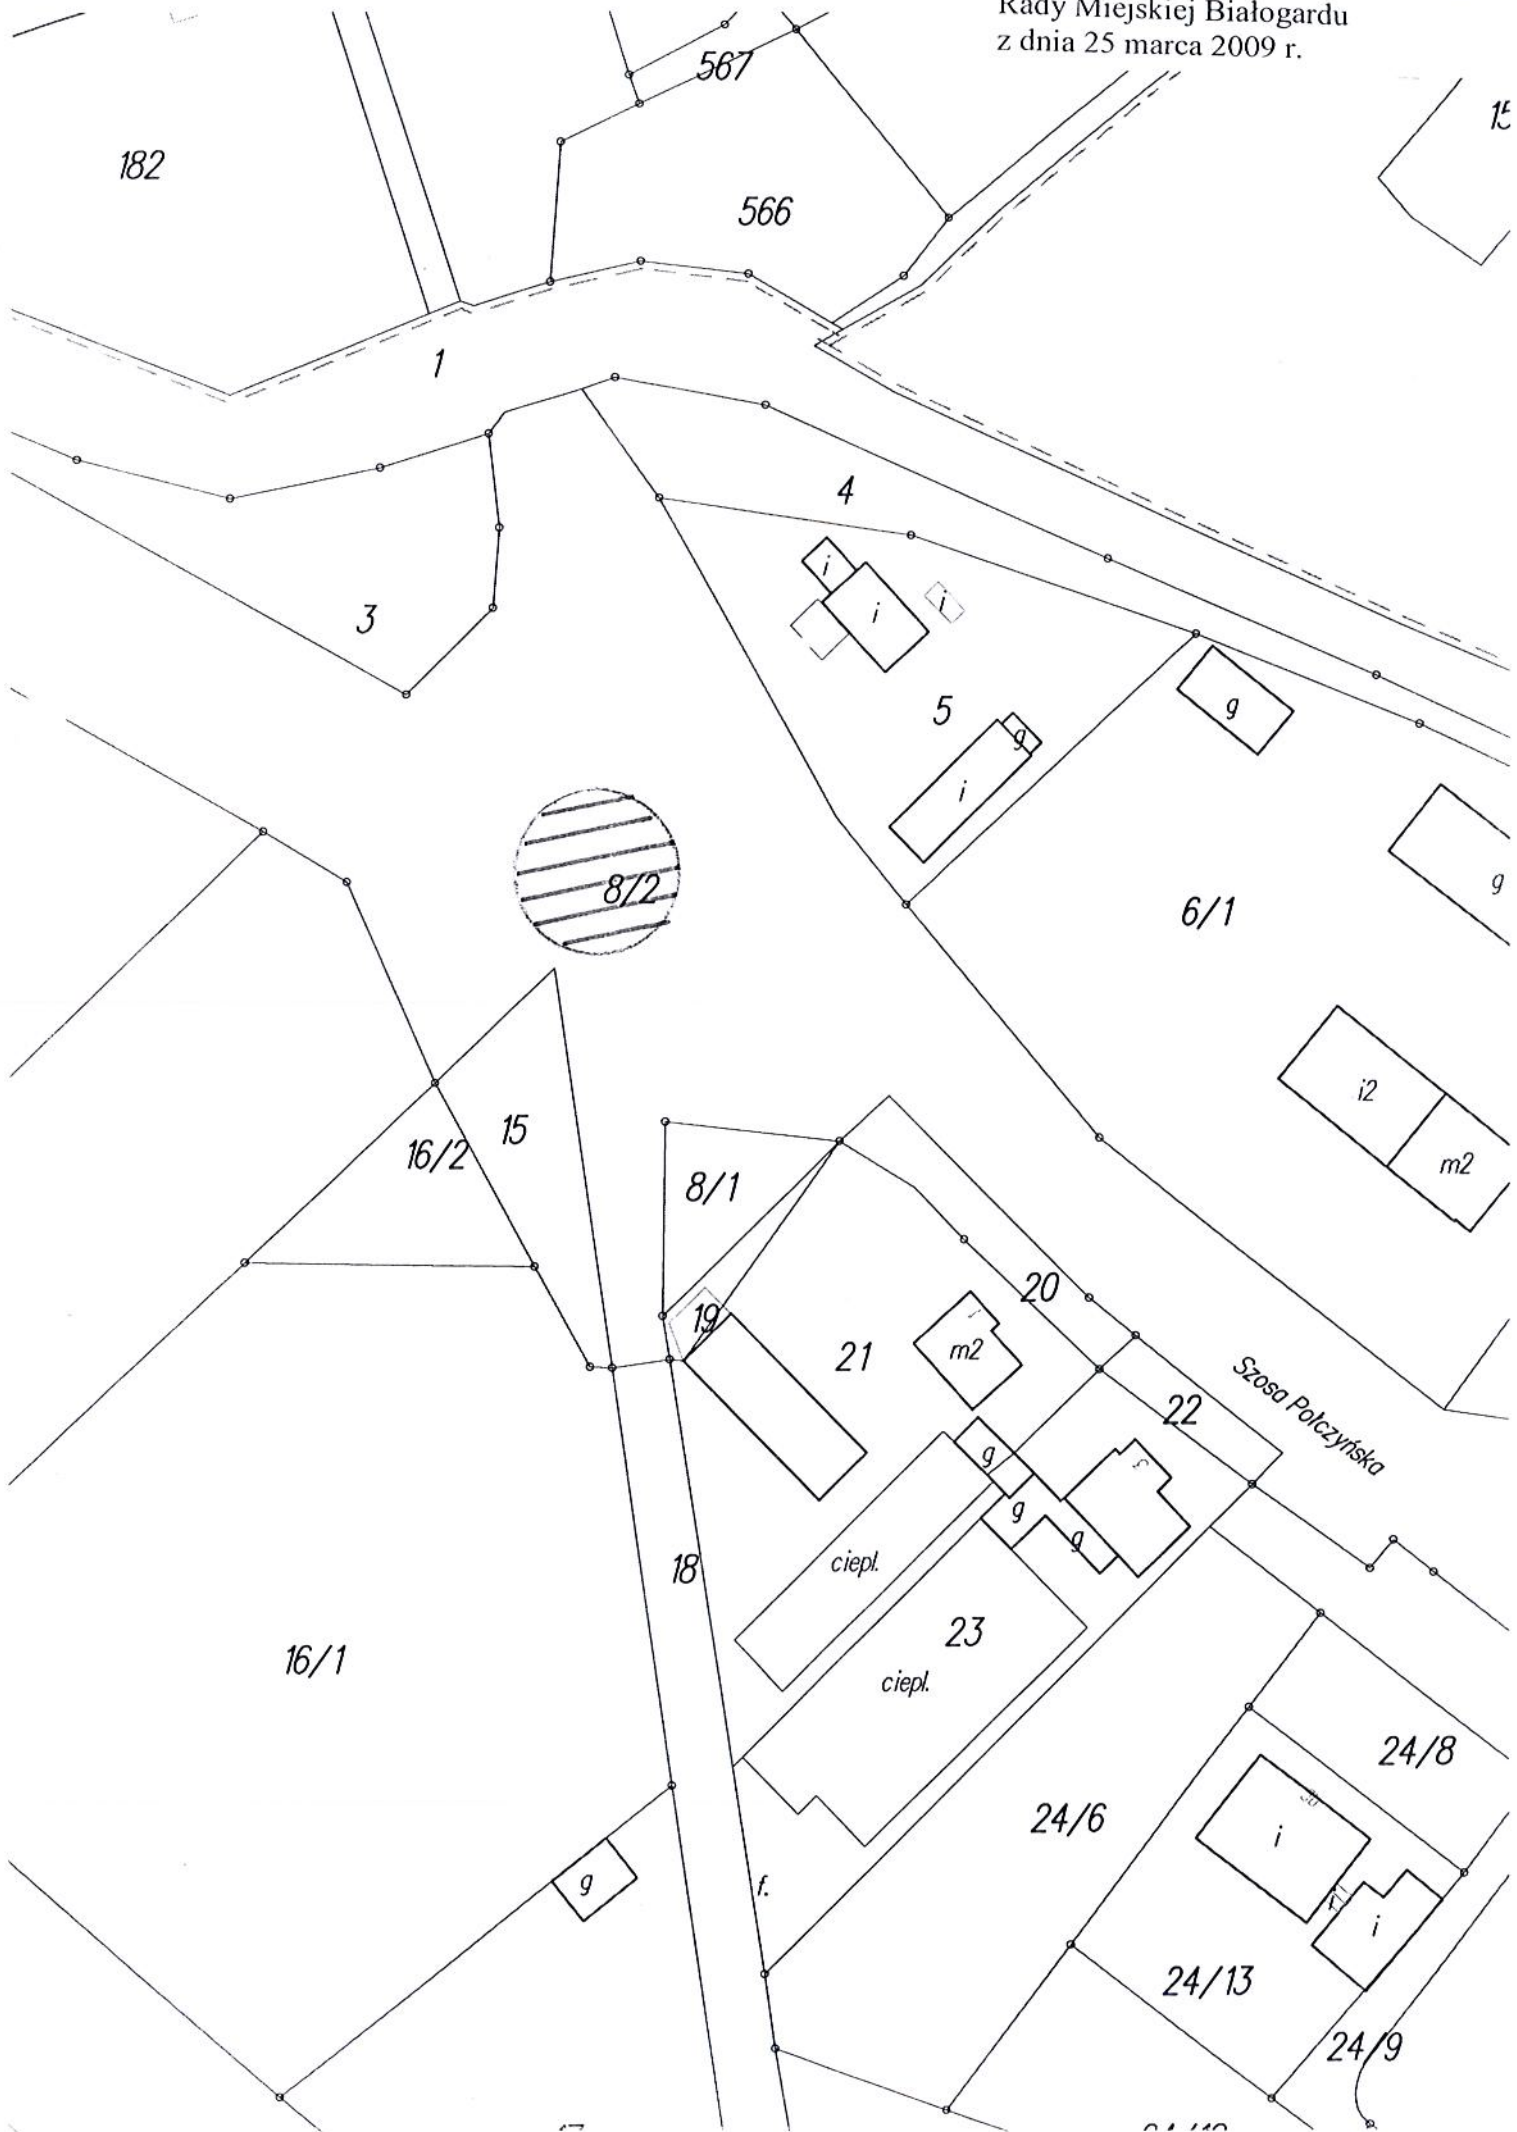 Rady Miejskiej Białogardu
z dnia 25 marca 2009 r.
567
182
566
1
4
i
i
i
3
5
g
g
i
g
8/2
6/1
i2
15
16/2
m2
8/1
20
19
21
m2
22
Szosa Połczyńska
g
g
g
ciepl.
18
23
16/1
ciepl.
24/8
24/6
i
g
f.
i
24/13
24/9